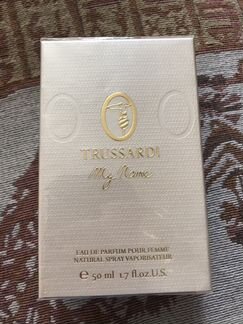 TRUSSARDI
My Name
EAU DE PARFUM POUR FEMME
NATURAL SPRAY VAPORISATEUR
e 50 ml 1.7 fl.oz.U.S.